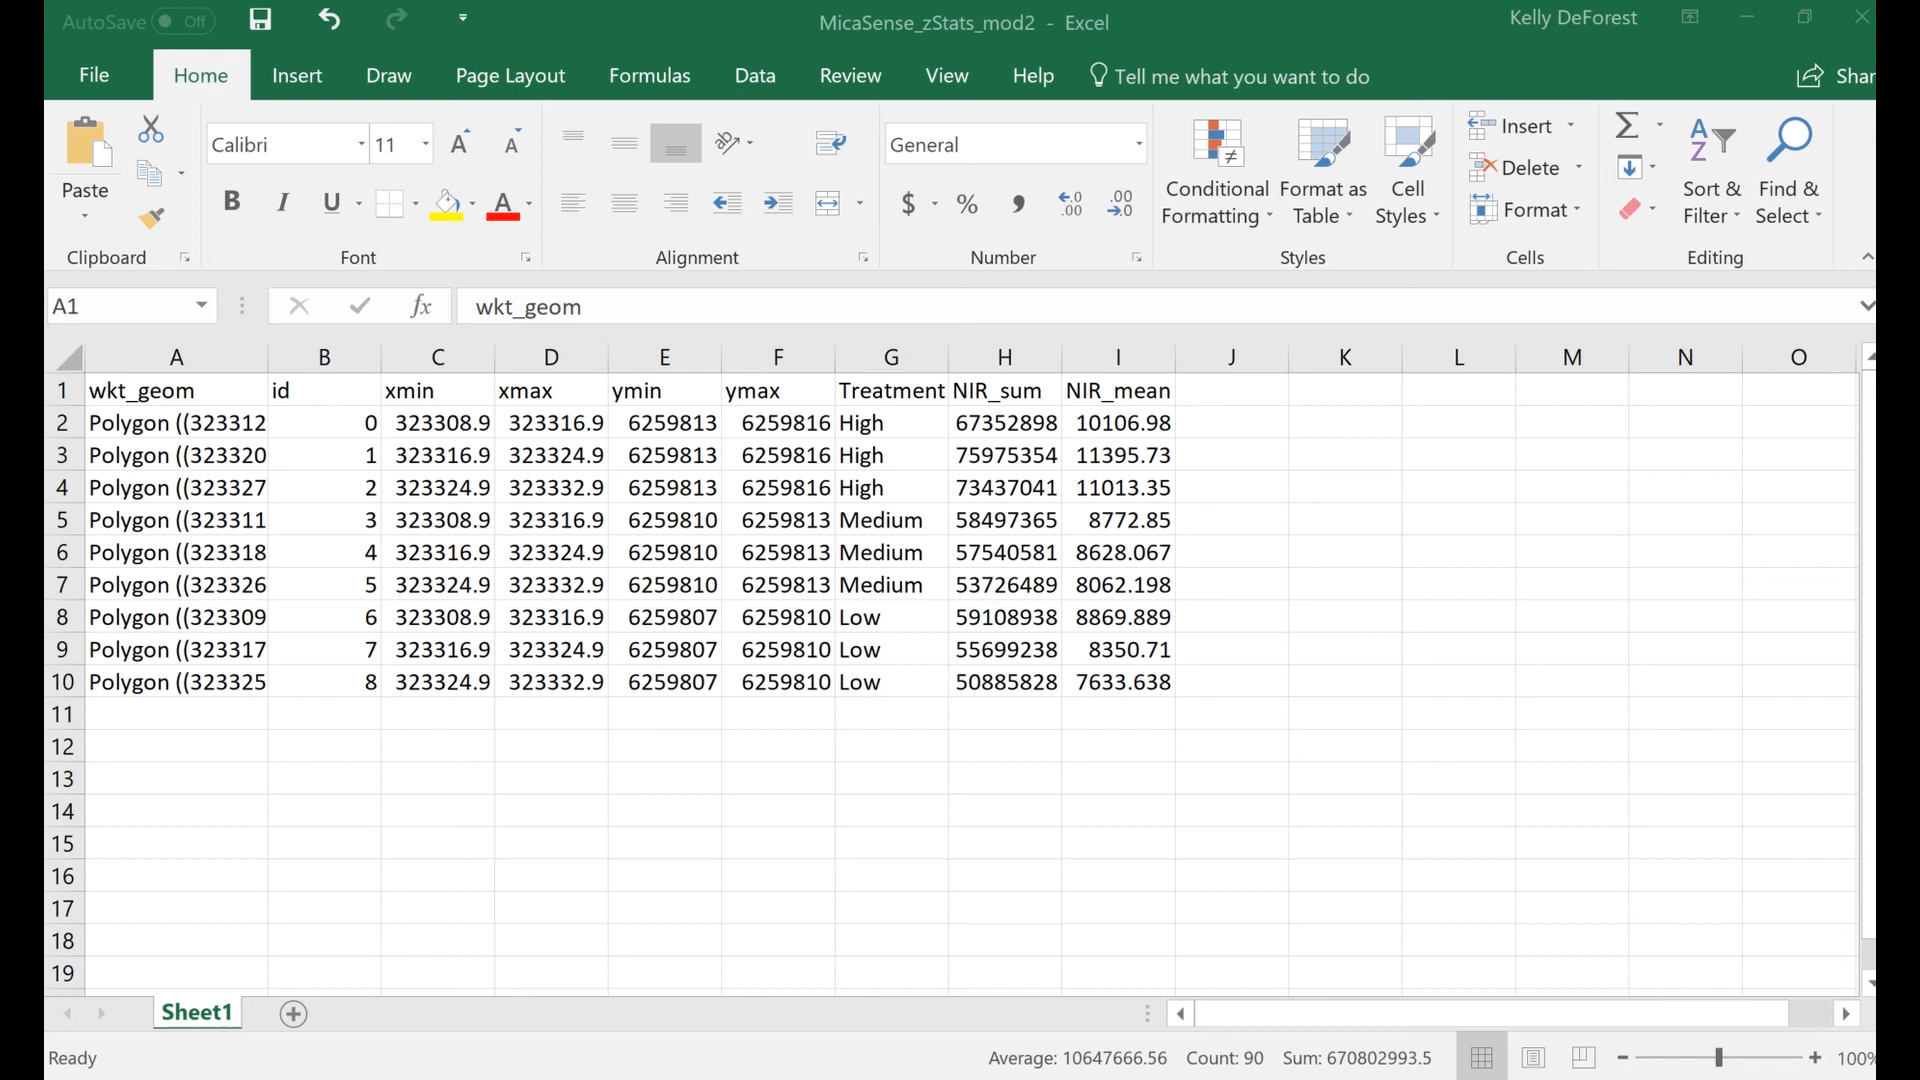 AutoSave Off MicaSense_zStats_mod2 - Excel Kelly DeForest
File Home Insert Draw Page Layout Formulas Data Review View Help Tell me what you want to do Shar
Paste
Clipboard
Calibri 11 A A
B I U A
Font
Alignment
General
$ % , .0 .00 .00 .0
Number
Conditional Formatting
Format as Table
Cell Styles
Styles
Insert
Delete
Format
Cells
Σ
Sort & Filter
Find & Select
Editing
A1 fx wkt_geom
A B C D E F G H I J K L M N O
1 wkt_geom id xmin xmax ymin ymax Treatment NIR_sum NIR_mean
2 Polygon ((323312 0 323308.9 323316.9 6259813 6259816 High 67352898 10106.98
3 Polygon ((323320 1 323316.9 323324.9 6259813 6259816 High 75975354 11395.73
4 Polygon ((323327 2 323324.9 323332.9 6259813 6259816 High 73437041 11013.35
5 Polygon ((323311 3 323308.9 323316.9 6259810 6259813 Medium 58497365 8772.85
6 Polygon ((323318 4 323316.9 323324.9 6259810 6259813 Medium 57540581 8628.067
7 Polygon ((323326 5 323324.9 323332.9 6259810 6259813 Medium 53726489 8062.198
8 Polygon ((323309 6 323308.9 323316.9 6259807 6259810 Low 59108938 8869.889
9 Polygon ((323317 7 323316.9 323324.9 6259807 6259810 Low 55699238 8350.71
10 Polygon ((323325 8 323324.9 323332.9 6259807 6259810 Low 50885828 7633.638
11
12
13
14
15
16
17
18
19
Sheet1
Ready Average: 10647666.56 Count: 90 Sum: 670802993.5 100%